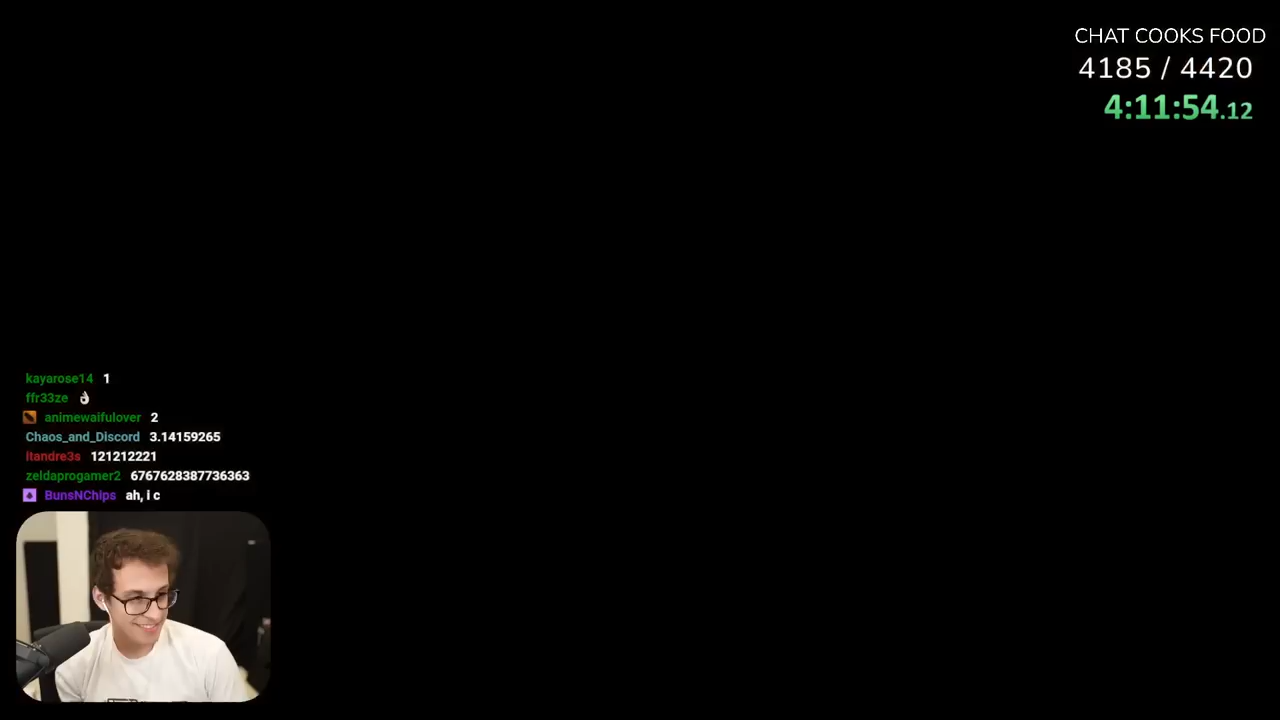 CHAT COOKS FOOD
4185 / 4420
4:11:54.12
kayarose14 1
ffr33ze 👌🏻
animewaifulover 2
Chaos_and_Discord 3.14159265
itandre3s 121212221
zeldaprogamer2 6767628387736363
BunsNChips ah, i c